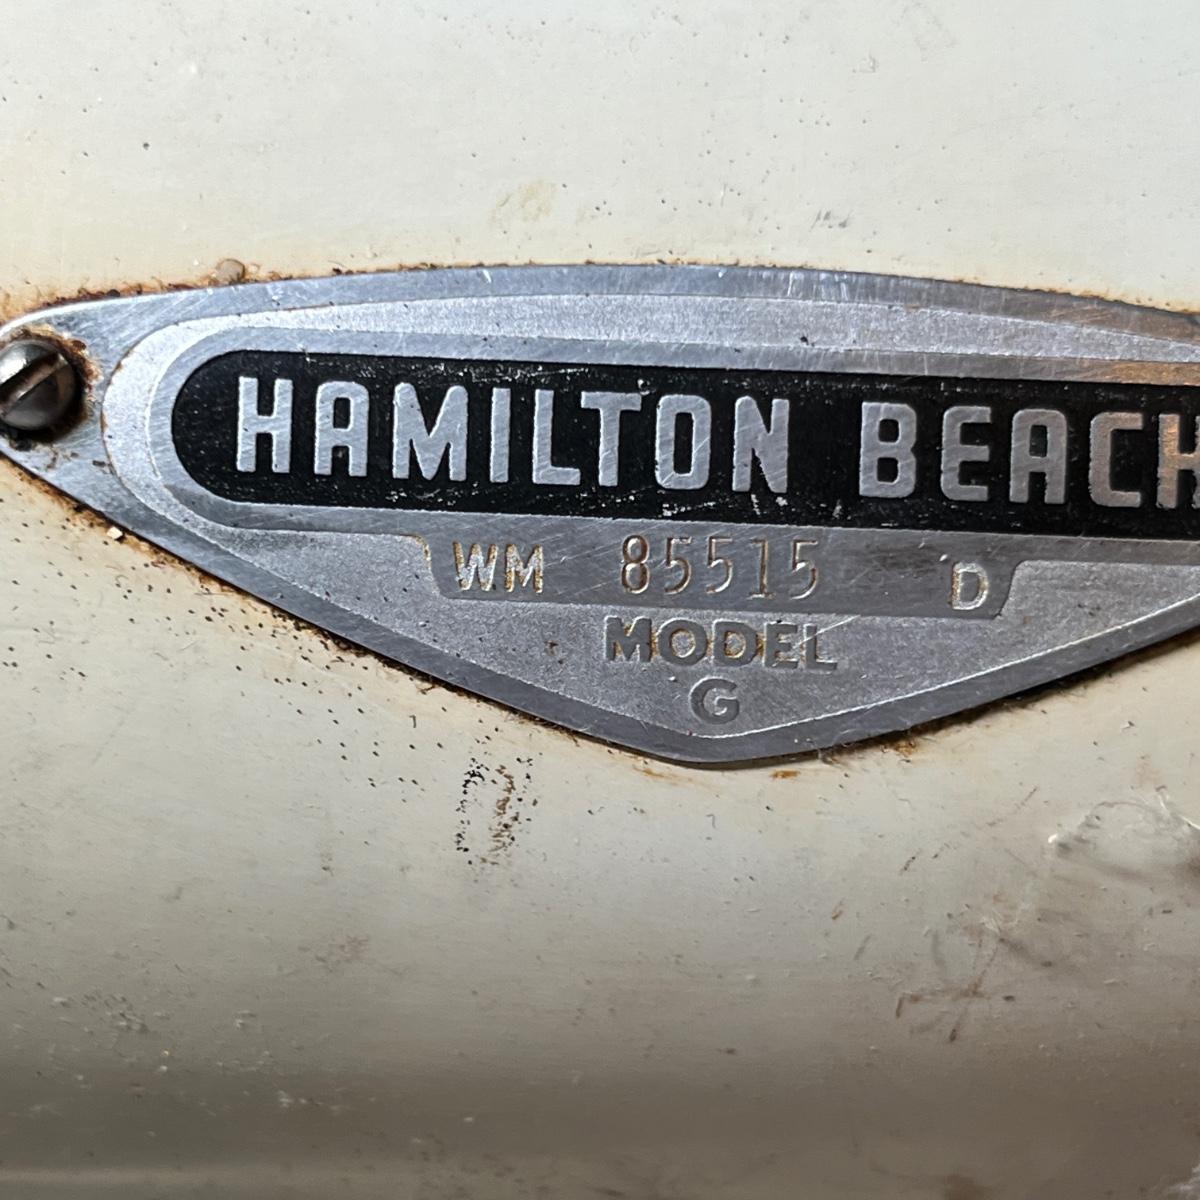 HAMILTON BEACH
WM 85515 D
MODEL
G